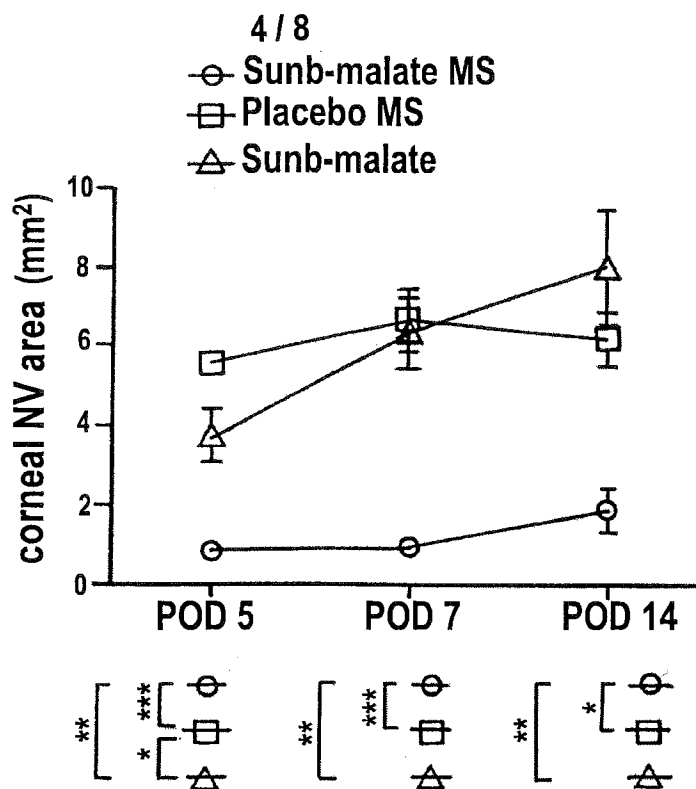 4 / 8
Sunb-malate MS
Placebo MS
Sunb-malate
corneal NV area (mm²)
10
8
6
4
2
0
POD 5 POD 7 POD 14
** *** * ** *** ** *